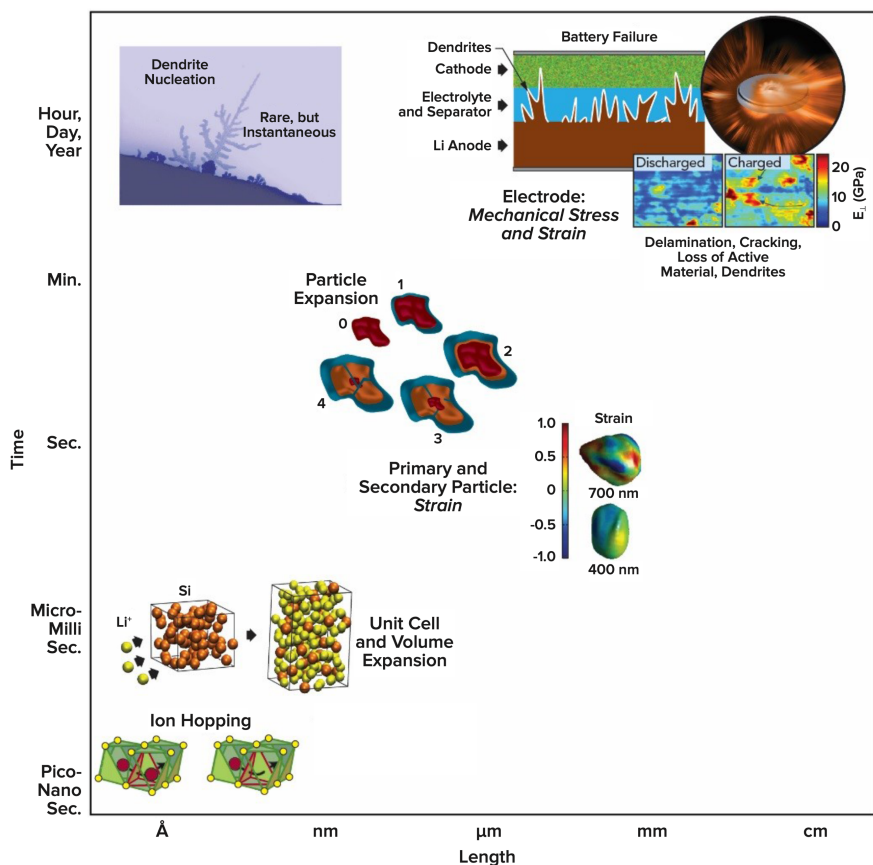 Dendrite
Nucleation
Rare, but
Instantaneous
Battery Failure
Dendrites
Cathode
Electrolyte
and Separator
Li Anode
Discharged
Charged
20
10
0
E⊥ (GPa)
Electrode:
Mechanical Stress
and Strain
Delamination, Cracking,
Loss of Active
Material, Dendrites
Hour,
Day,
Year
Min.
Particle
Expansion
0
1
2
3
4
Sec.
Time
Primary and
Secondary Particle:
Strain
Strain
1.0
0.5
0
-0.5
-1.0
700 nm
400 nm
Micro-
Milli
Sec.
Li⁺
Si
Unit Cell
and Volume
Expansion
Ion Hopping
Pico-
Nano
Sec.
Å
nm
μm
mm
cm
Length